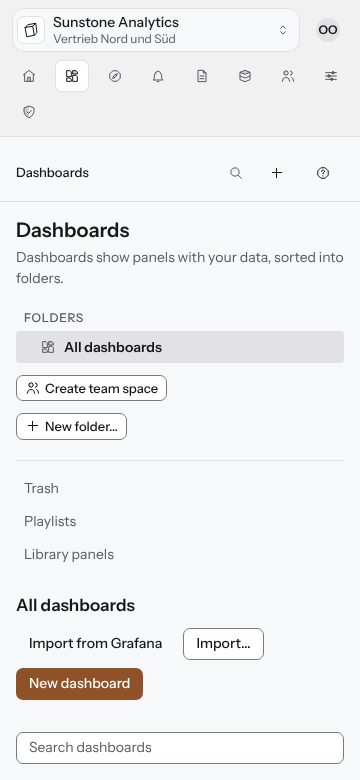 Sunstone Analytics
Vertrieb Nord und Süd
OO
Dashboards
Dashboards
Dashboards show panels with your data, sorted into
folders.
FOLDERS
All dashboards
Create team space
New folder...
Trash
Playlists
Library panels
All dashboards
Import from Grafana
Import...
New dashboard
Search dashboards